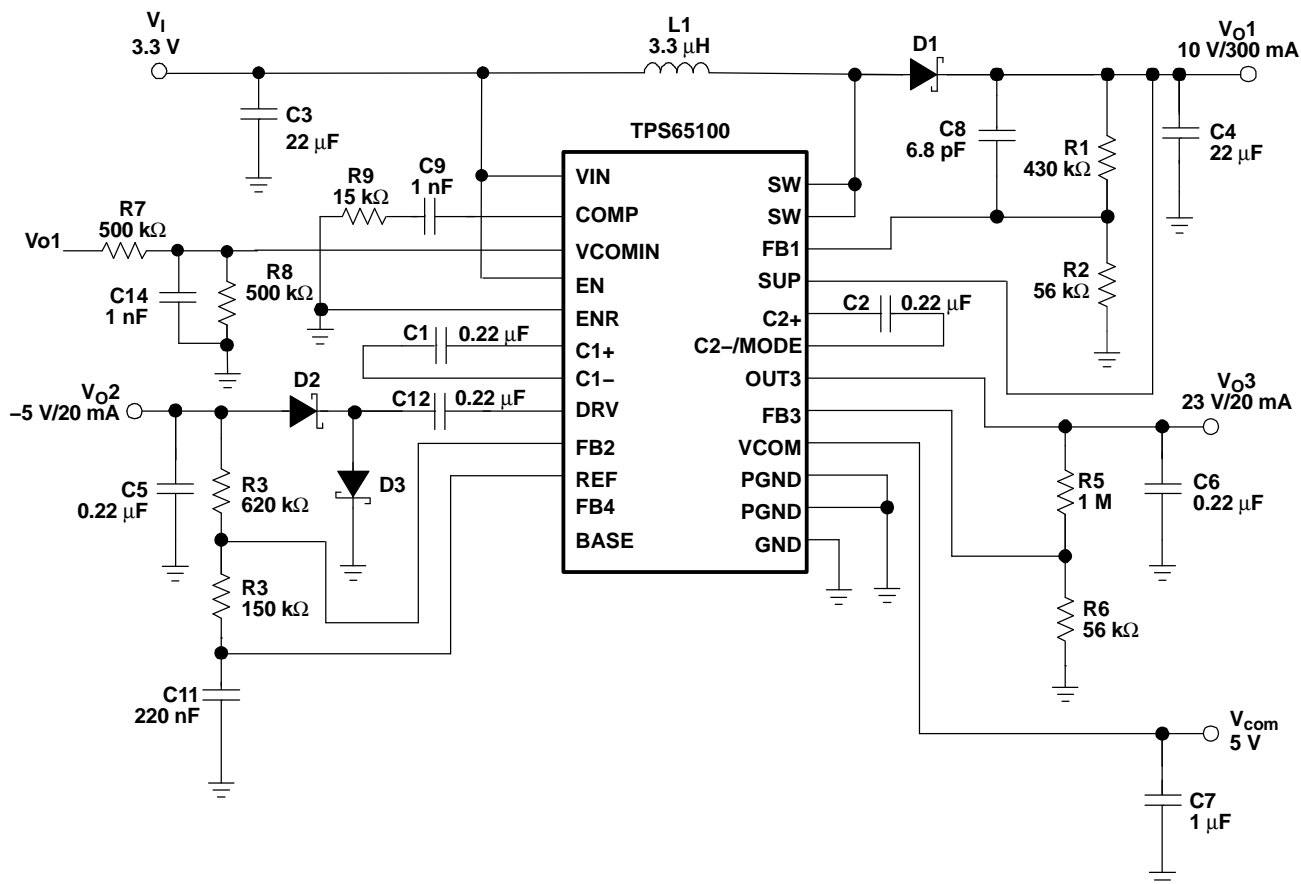 V_I
3.3 V
L1
3.3 μH
D1
V_O1
10 V/300 mA
C3
22 μF
TPS65100
C8
6.8 pF
R1
430 kΩ
C4
22 μF
R9
15 kΩ
C9
1 nF
R7
500 kΩ
Vo1
C14
1 nF
R8
500 kΩ
VIN
COMP
VCOMIN
EN
ENR
C1+
C1–
DRV
FB2
REF
FB4
BASE
SW
SW
FB1
SUP
C2+
C2–/MODE
OUT3
FB3
VCOM
PGND
PGND
GND
R2
56 kΩ
C2
0.22 μF
C1
0.22 μF
V_O2
–5 V/20 mA
D2
C12
0.22 μF
V_O3
23 V/20 mA
C5
0.22 μF
R3
620 kΩ
D3
R5
1 M
C6
0.22 μF
R3
150 kΩ
R6
56 kΩ
C11
220 nF
V_com
5 V
C7
1 μF